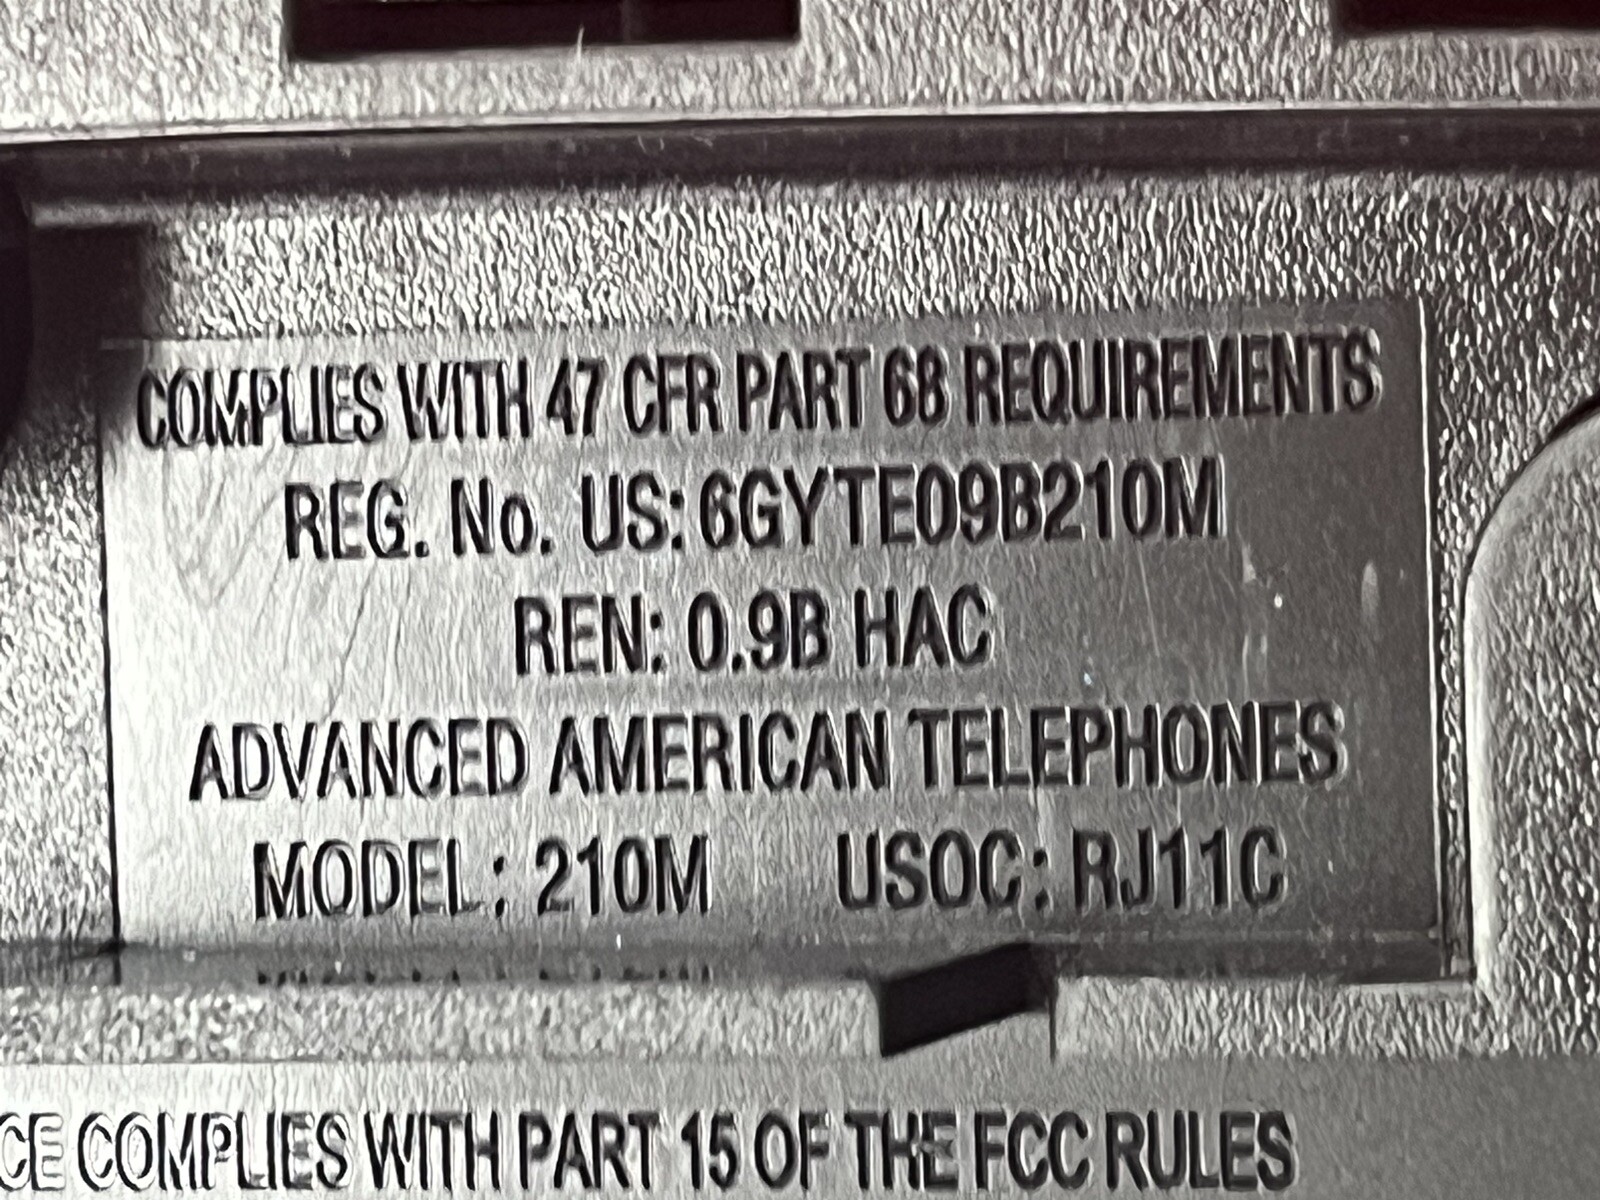 COMPLIES WITH 47 CFR PART 68 REQUIREMENTS
REG. No. US: 6GYTE09B210M
REN: 0.9B HAC
ADVANCED AMERICAN TELEPHONES
MODEL: 210M USOC: RJ11C
CE COMPLIES WITH PART 15 OF THE FCC RULES